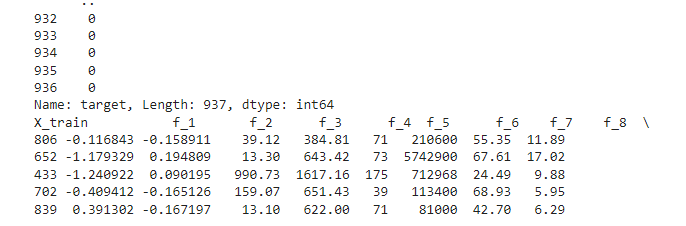 ..
932    0
933    0
934    0
935    0
936    0
Name: target, Length: 937, dtype: int64
X_train           f_1       f_2     f_3      f_4  f_5      f_6    f_7    f_8  \
806 -0.116843 -0.158911    39.12   384.81   71   210600  55.35  11.89
652 -1.179329  0.194809    13.30   643.42   73  5742900  67.61  17.02
433 -1.240922  0.090195   990.73  1617.16  175   712968  24.49   9.88
702 -0.409412 -0.165126   159.07   651.43   39   113400  68.93   5.95
839  0.391302 -0.167197    13.10   622.00   71    81000  42.70   6.29